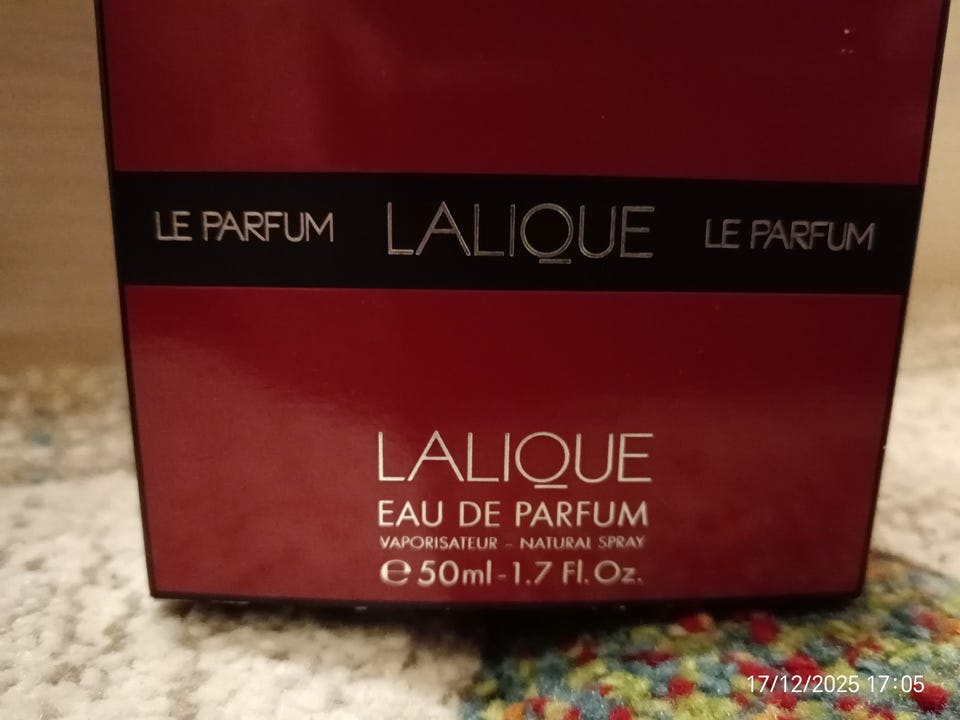 LE PARFUM LALIQUE LE PARFUM
LALIQUE
EAU DE PARFUM
VAPORISATEUR - NATURAL SPRAY
℮ 50ml - 1.7 Fl. Oz.
17/12/2025 17:05